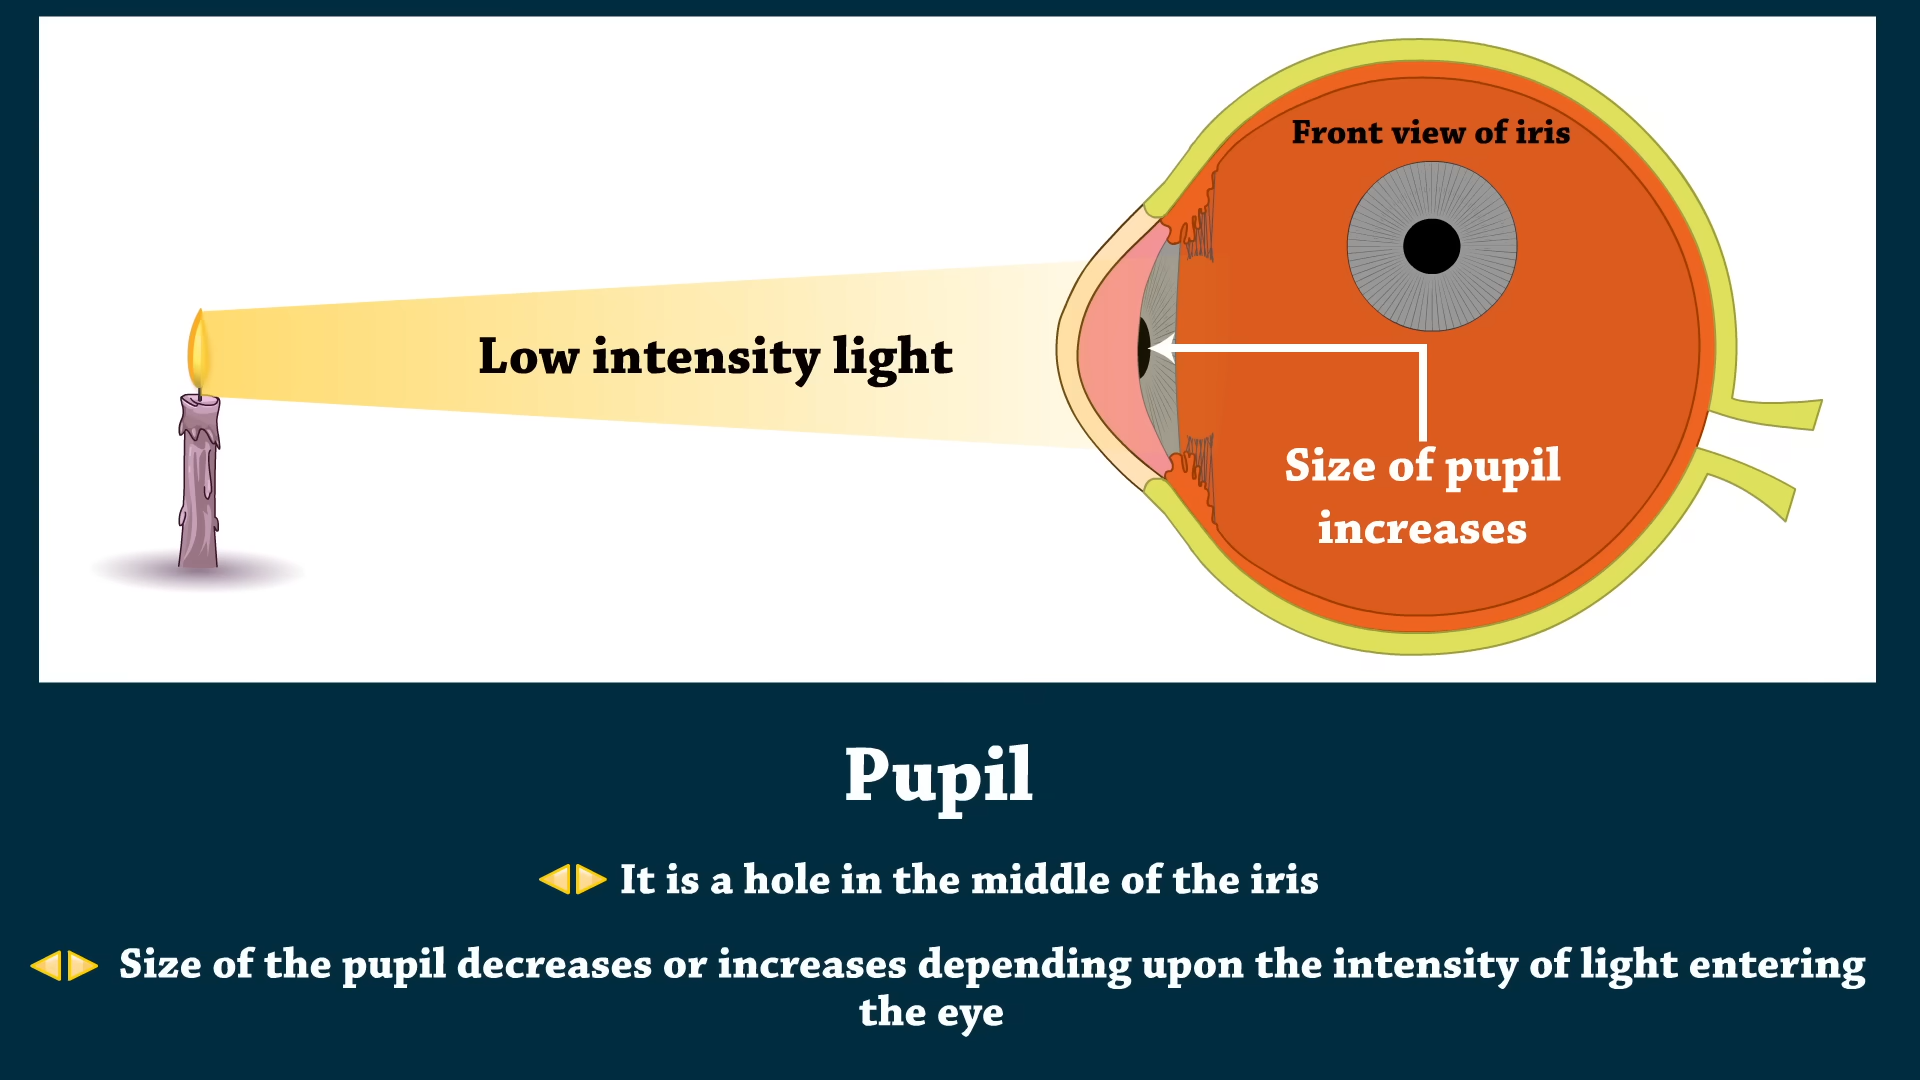 Front view of iris
Low intensity light
Size of pupil
increases
Pupil
It is a hole in the middle of the iris
Size of the pupil decreases or increases depending upon the intensity of light entering
the eye